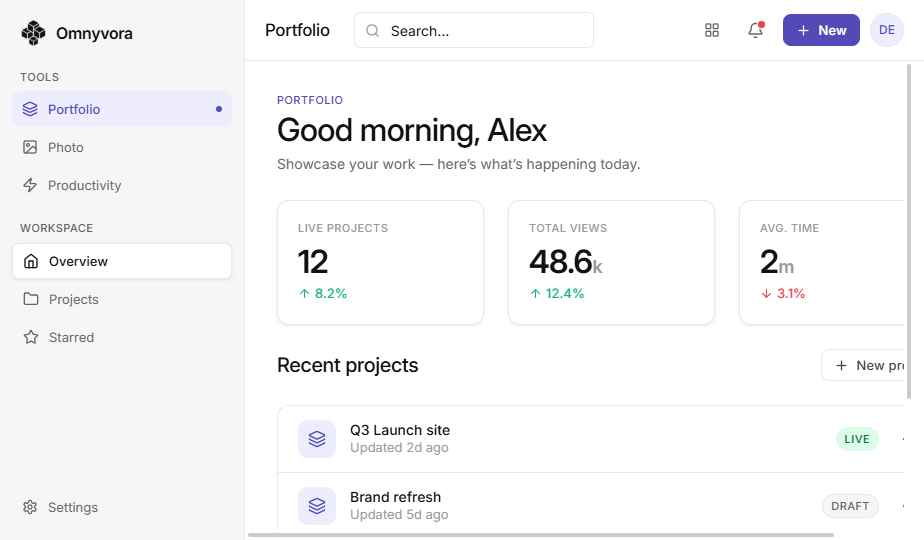 Omnyvora
TOOLS
Portfolio
Photo
Productivity
WORKSPACE
Overview
Projects
Starred
Settings
Portfolio
Search...
New
DE
PORTFOLIO
Good morning, Alex
Showcase your work — here's what's happening today.
LIVE PROJECTS
12
8.2%
TOTAL VIEWS
48.6k
12.4%
AVG. TIME
2m
3.1%
Recent projects
New
Q3 Launch site
Updated 2d ago
LIVE
Brand refresh
Updated 5d ago
DRAFT